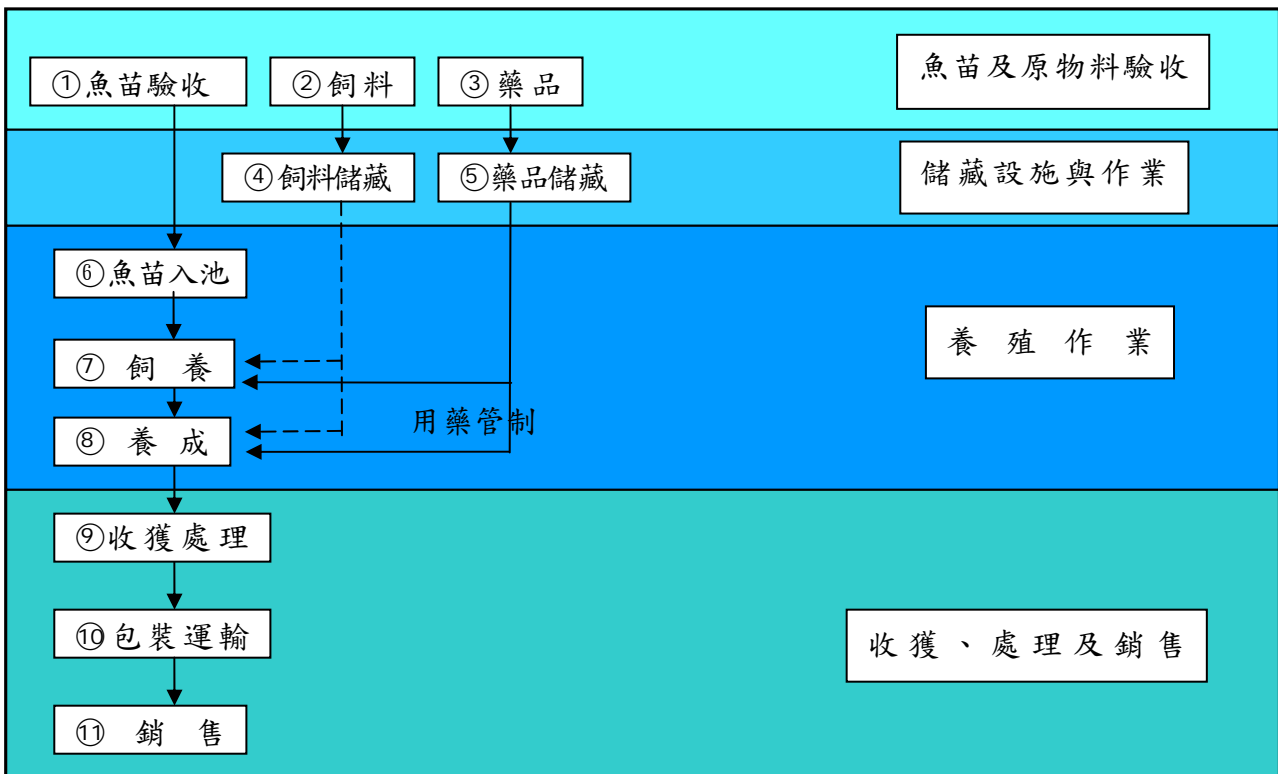 ①魚苗驗收
②飼料
③藥品
魚苗及原物料驗收
④飼料儲藏
⑤藥品儲藏
儲藏設施與作業
⑥魚苗入池
⑦飼養
養殖作業
用藥管制
⑧養成
⑨收獲處理
⑩包裝運輸
收獲、處理及銷售
⑪銷售